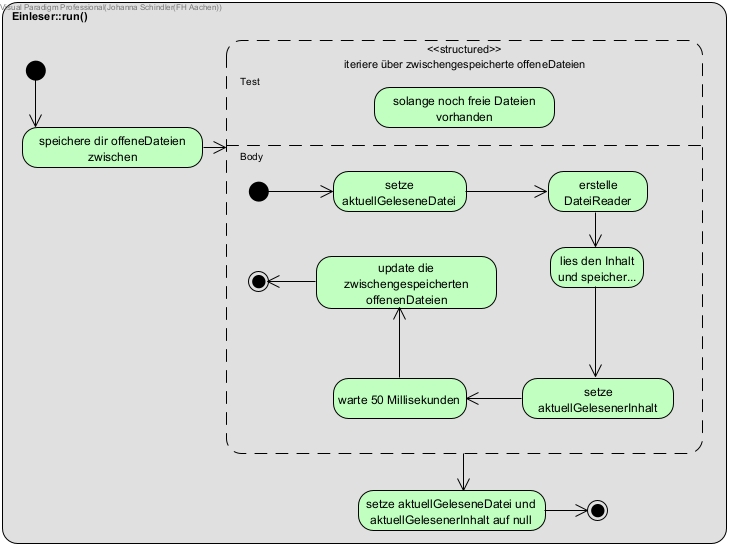 Visual Paradigm Professional(Johanna Schindler(FH Aachen))
Einleser::run()
<<structured>>
iteriere über zwischengespeicherte offeneDateien
Test
solange noch freie Dateien
vorhanden
speichere dir offeneDateien
zwischen
Body
setze
aktuellGeleseneDatei
erstelle
DateiReader
lies den Inhalt
und speicher...
update die
zwischengespeicherten
offenenDateien
warte 50 Millisekunden
setze
aktuellGelesenerInhalt
setze aktuellGeleseneDatei und
aktuellGelesenerInhalt auf null